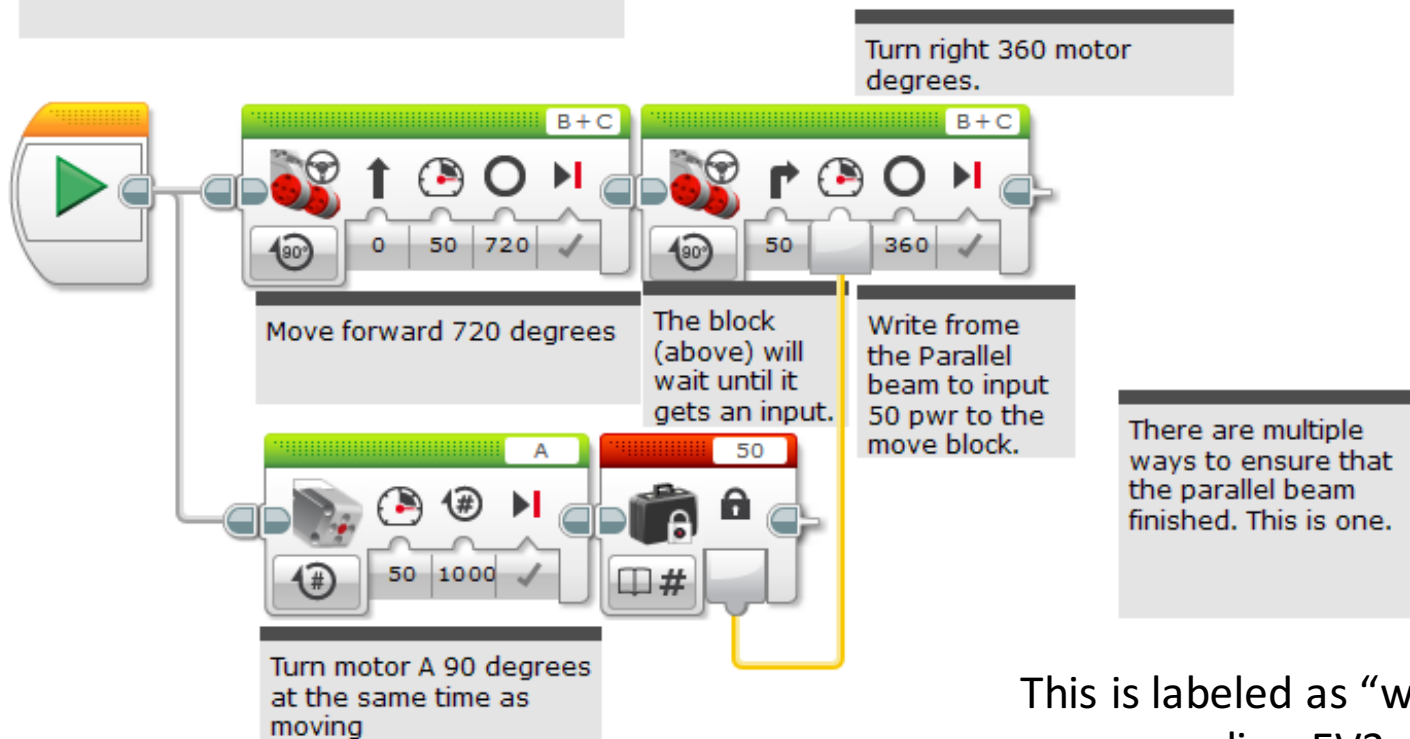 Turn right 360 motor
degrees.
B+C
B+C
90°
0
50
720
90°
50
360
Move forward 720 degrees
The block
(above) will
wait until it
gets an input.
Write frome
the Parallel
beam to input
50 pwr to the
move block.
There are multiple
ways to ensure that
the parallel beam
finished. This is one.
A
50
#
#
50
1000
#
Turn motor A 90 degrees
at the same time as
moving
This is labeled as “w